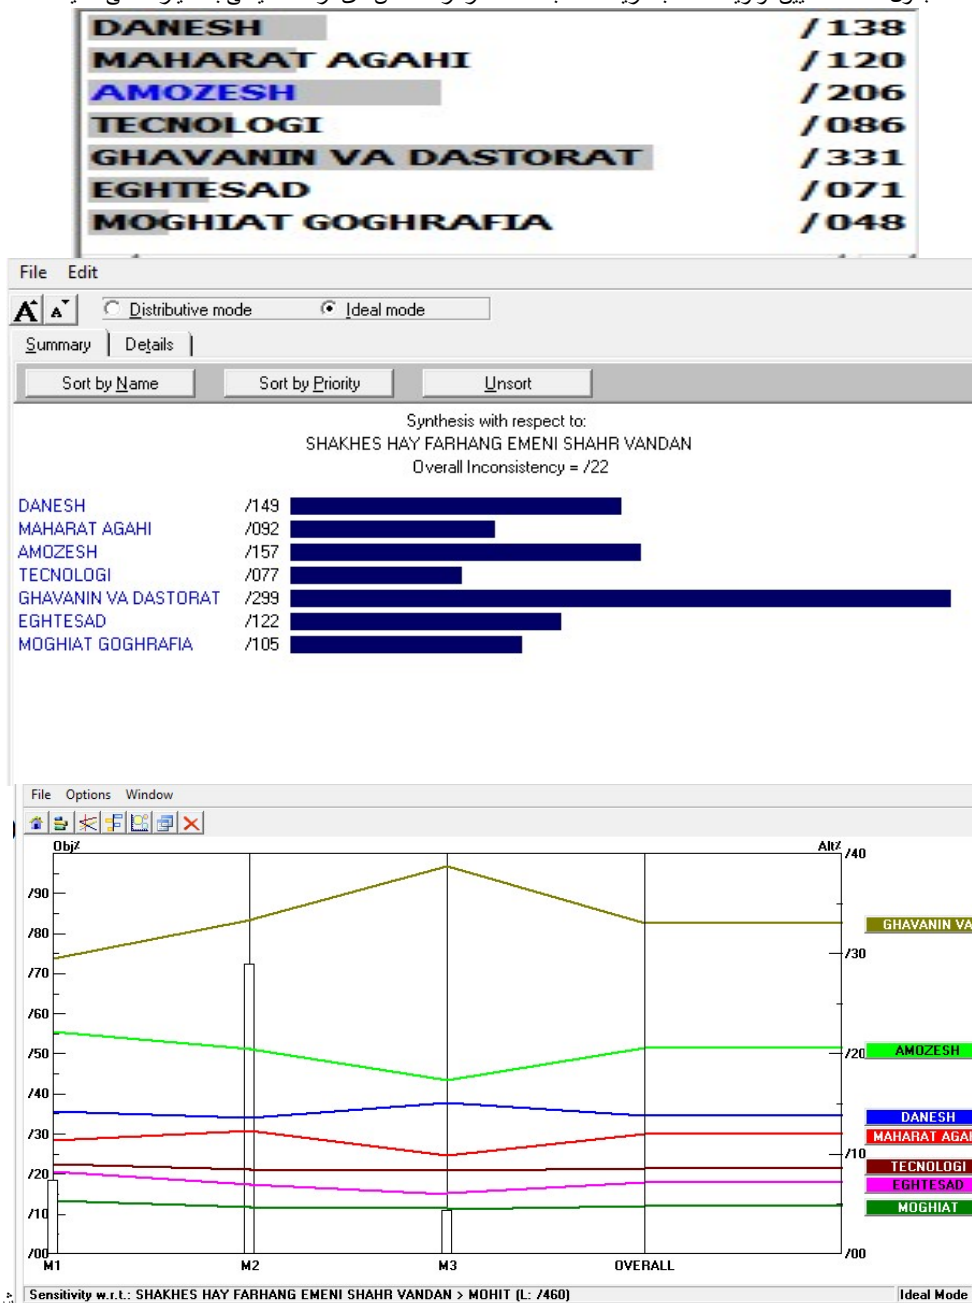 DANESH /138
MAHARAT AGAHI /120
AMOZESH /206
TECNOLOGI /086
GHAVANIN VA DASTORAT /331
EGHTESAD /071
MOGHIAT GOGHRAFIA /048
File Edit
A A Distributive mode Ideal mode
Summary Details
Sort by Name Sort by Priority Unsort
Synthesis with respect to:
SHAKHES HAY FARHANG EMENI SHAHR VANDAN
Overall Inconsistency = /22
DANESH /149
MAHARAT AGAHI /092
AMOZESH /157
TECNOLOGI /077
GHAVANIN VA DASTORAT /299
EGHTESAD /122
MOGHIAT GOGHRAFIA /105
File Options Window
Obj% Alt%
/40
/90
GHAVANIN VA
/80
/30
/70
/60
/50 /20 AMOZESH
/40
DANESH
/30 MAHARAT AGAI
/10
TECNOLOGI
/20
EGHTESAD
MOGHIAT
/10
/00 /00
M1 M2 M3 OVERALL
Sensitivity w.r.t.: SHAKHES HAY FARHANG EMENI SHAHR VANDAN > MOHIT (L: /460) Ideal Mode